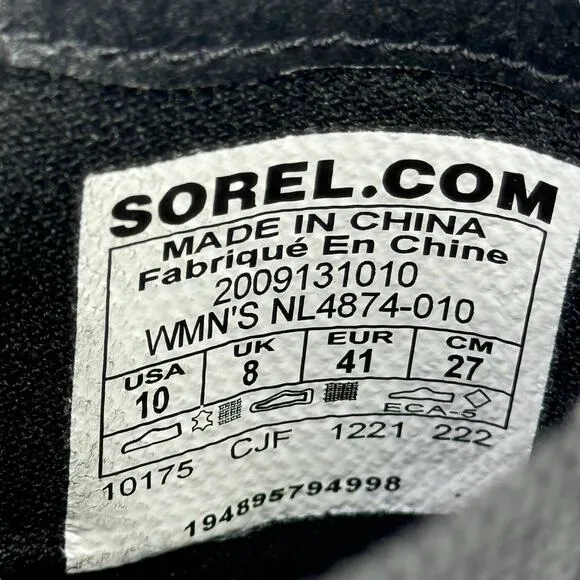 SOREL.COM
MADE IN CHINA
Fabriqué En Chine
2009131010
WMN'S NL4874-010
USA UK EUR CM
10 8 41 27
ECA-5
10175 CJF 1221 222
194895794998